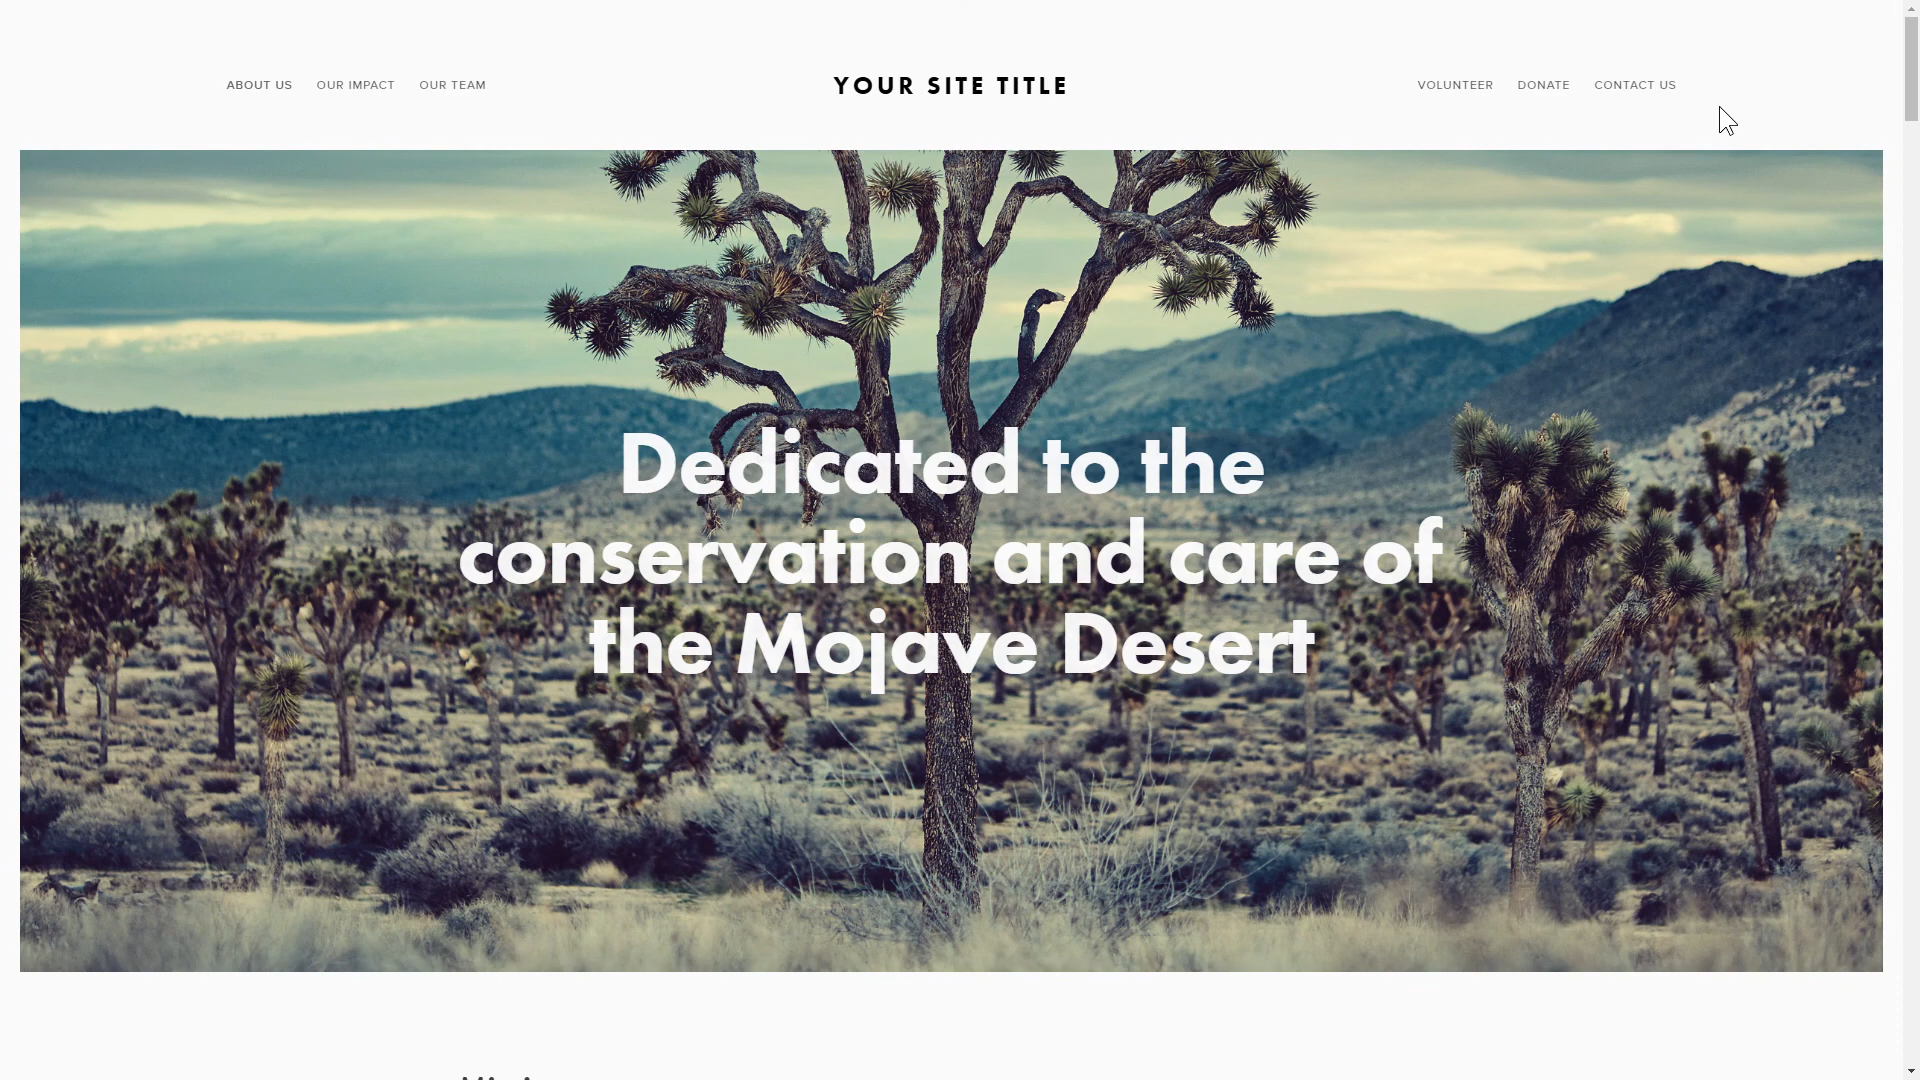 ABOUT US OUR IMPACT OUR TEAM YOUR SITE TITLE VOLUNTEER DONATE CONTACT US
Dedicated to the
conservation and care of
the Mojave Desert